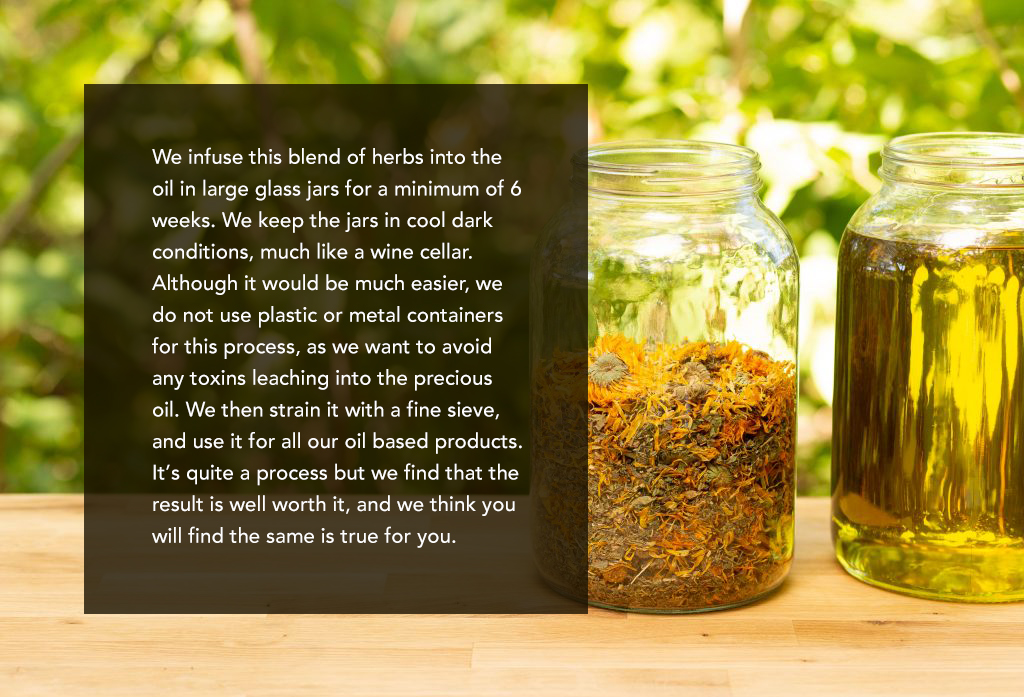 We infuse this blend of herbs into the
oil in large glass jars for a minimum of 6
weeks. We keep the jars in cool dark
conditions, much like a wine cellar.
Although it would be much easier, we
do not use plastic or metal containers
for this process, as we want to avoid
any toxins leaching into the precious
oil. We then strain it with a fine sieve,
and use it for all our oil based products.
It’s quite a process but we find that the
result is well worth it, and we think you
will find the same is true for you.